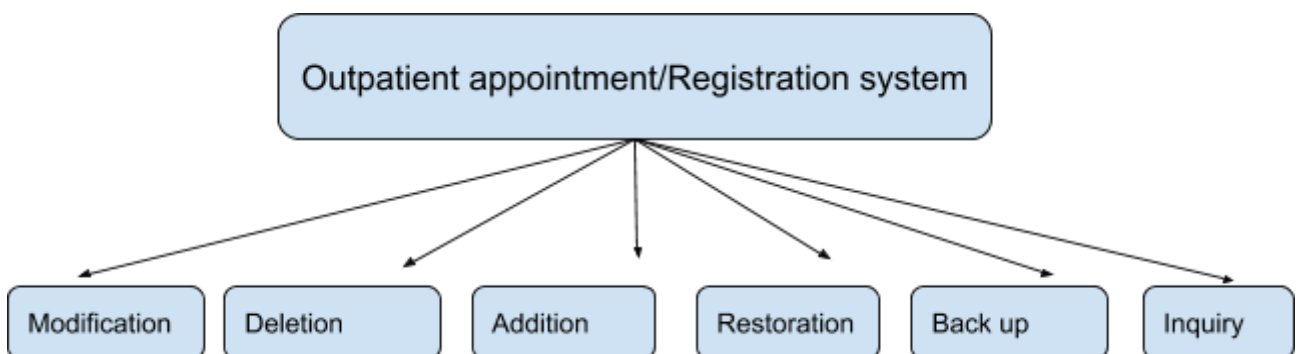 Outpatient appointment/Registration system
Modification
Deletion
Addition
Restoration
Back up
Inquiry